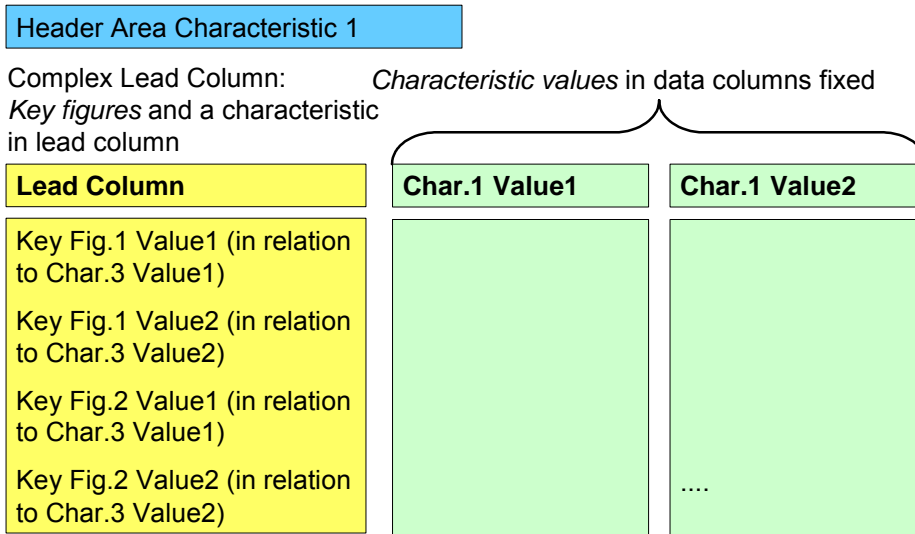 Header Area Characteristic 1
Complex Lead Column:
Key figures and a characteristic
in lead column
Characteristic values in data columns fixed
Lead Column
Char.1 Value1
Char.1 Value2
Key Fig.1 Value1 (in relation
to Char.3 Value1)
Key Fig.1 Value2 (in relation
to Char.3 Value2)
Key Fig.2 Value1 (in relation
to Char.3 Value1)
Key Fig.2 Value2 (in relation
to Char.3 Value2)
....